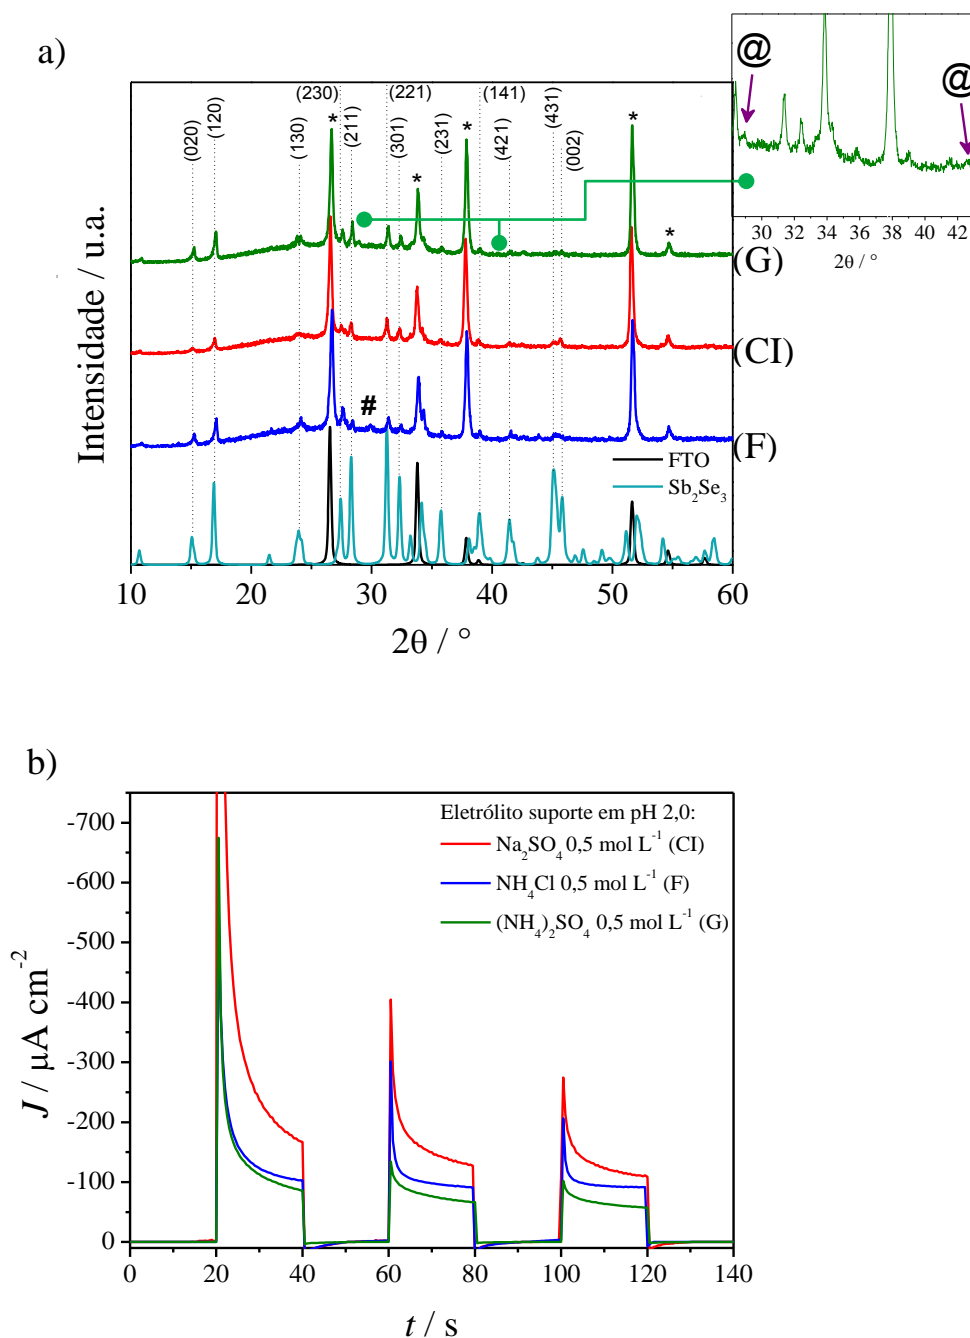 a)
@
@
(020)
(120)
(130)
(230)
(211)
(221)
(301)
(231)
(141)
(421)
(431)
(002)
*
*
*
*
*
30 32 34 36 38 40 42
2θ / °
(G)
(CI)
#
(F)
FTO
Sb₂Se₃
Intensidade / u.a.
10 20 30 40 50 60
2θ / °
b)
Eletrólito suporte em pH 2,0:
Na₂SO₄ 0,5 mol L⁻¹ (CI)
NH₄Cl 0,5 mol L⁻¹ (F)
(NH₄)₂SO₄ 0,5 mol L⁻¹ (G)
-700
-600
-500
-400
-300
-200
-100
0
J / μA cm⁻²
0 20 40 60 80 100 120 140
t / s